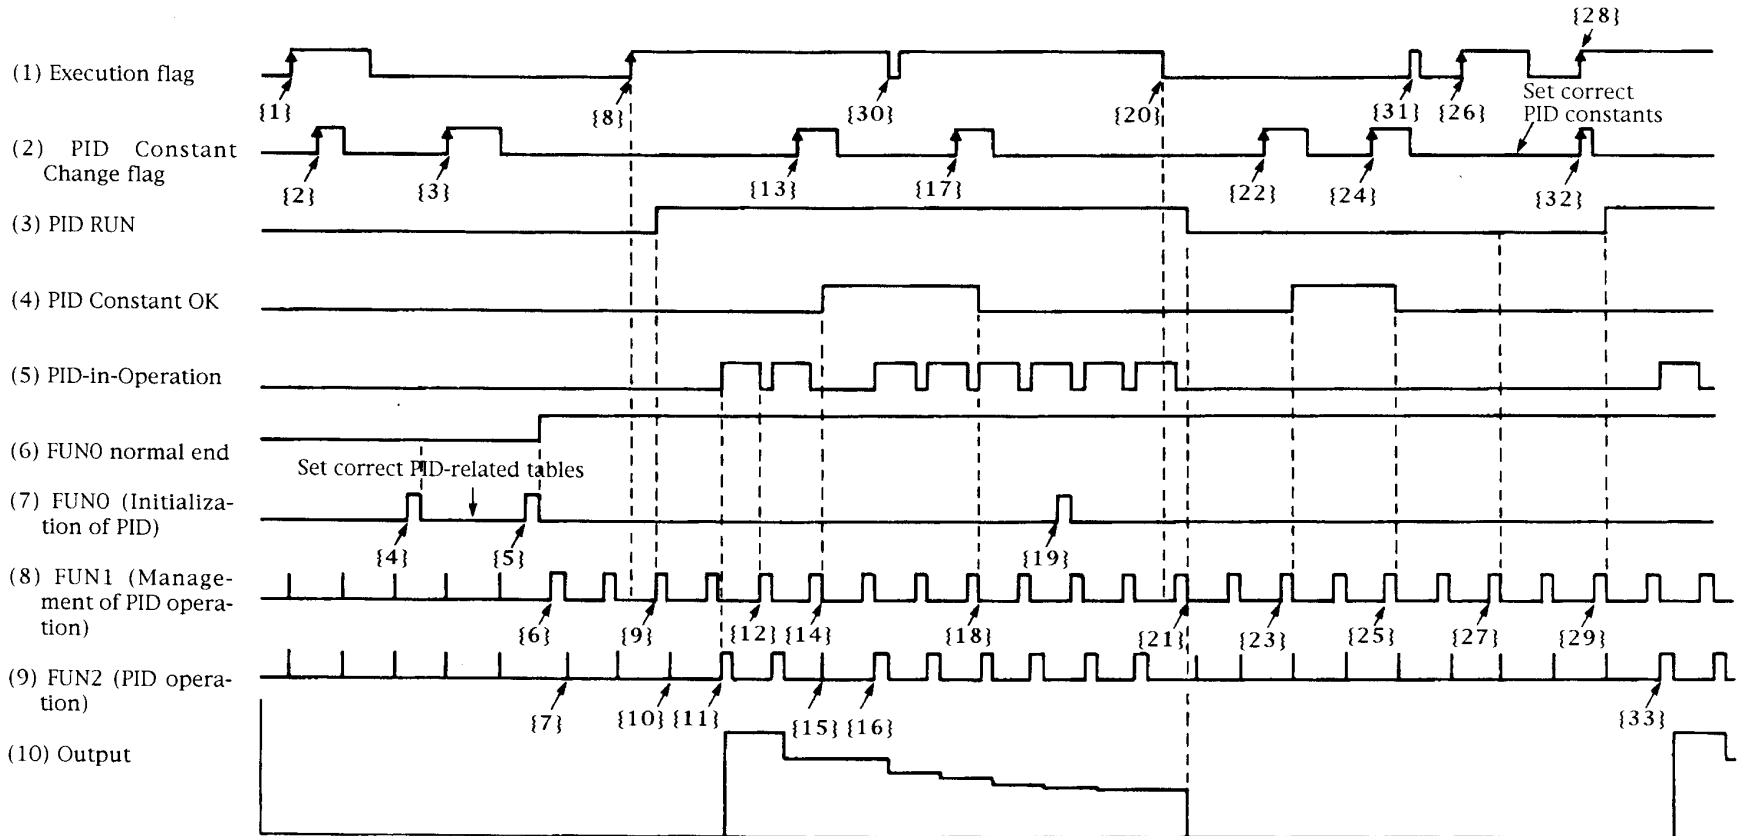 {28}
(1) Execution flag
{1}
{8}
{30}
{20}
{31}
{26}
Set correct
PID constants
(2) PID Constant
Change flag
{2}
{3}
{13}
{17}
{22}
{24}
{32}
(3) PID RUN
(4) PID Constant OK
(5) PID-in-Operation
(6) FUN0 normal end
Set correct PID-related tables
(7) FUN0 (Initializa-
tion of PID)
{4}
{5}
{19}
(8) FUN1 (Manage-
ment of PID opera-
tion)
{6}
{9}
{12}
{14}
{18}
{21}
{23}
{25}
{27}
{29}
(9) FUN2 (PID opera-
tion)
{7}
{10}
{11}
{15}
{16}
{33}
(10) Output